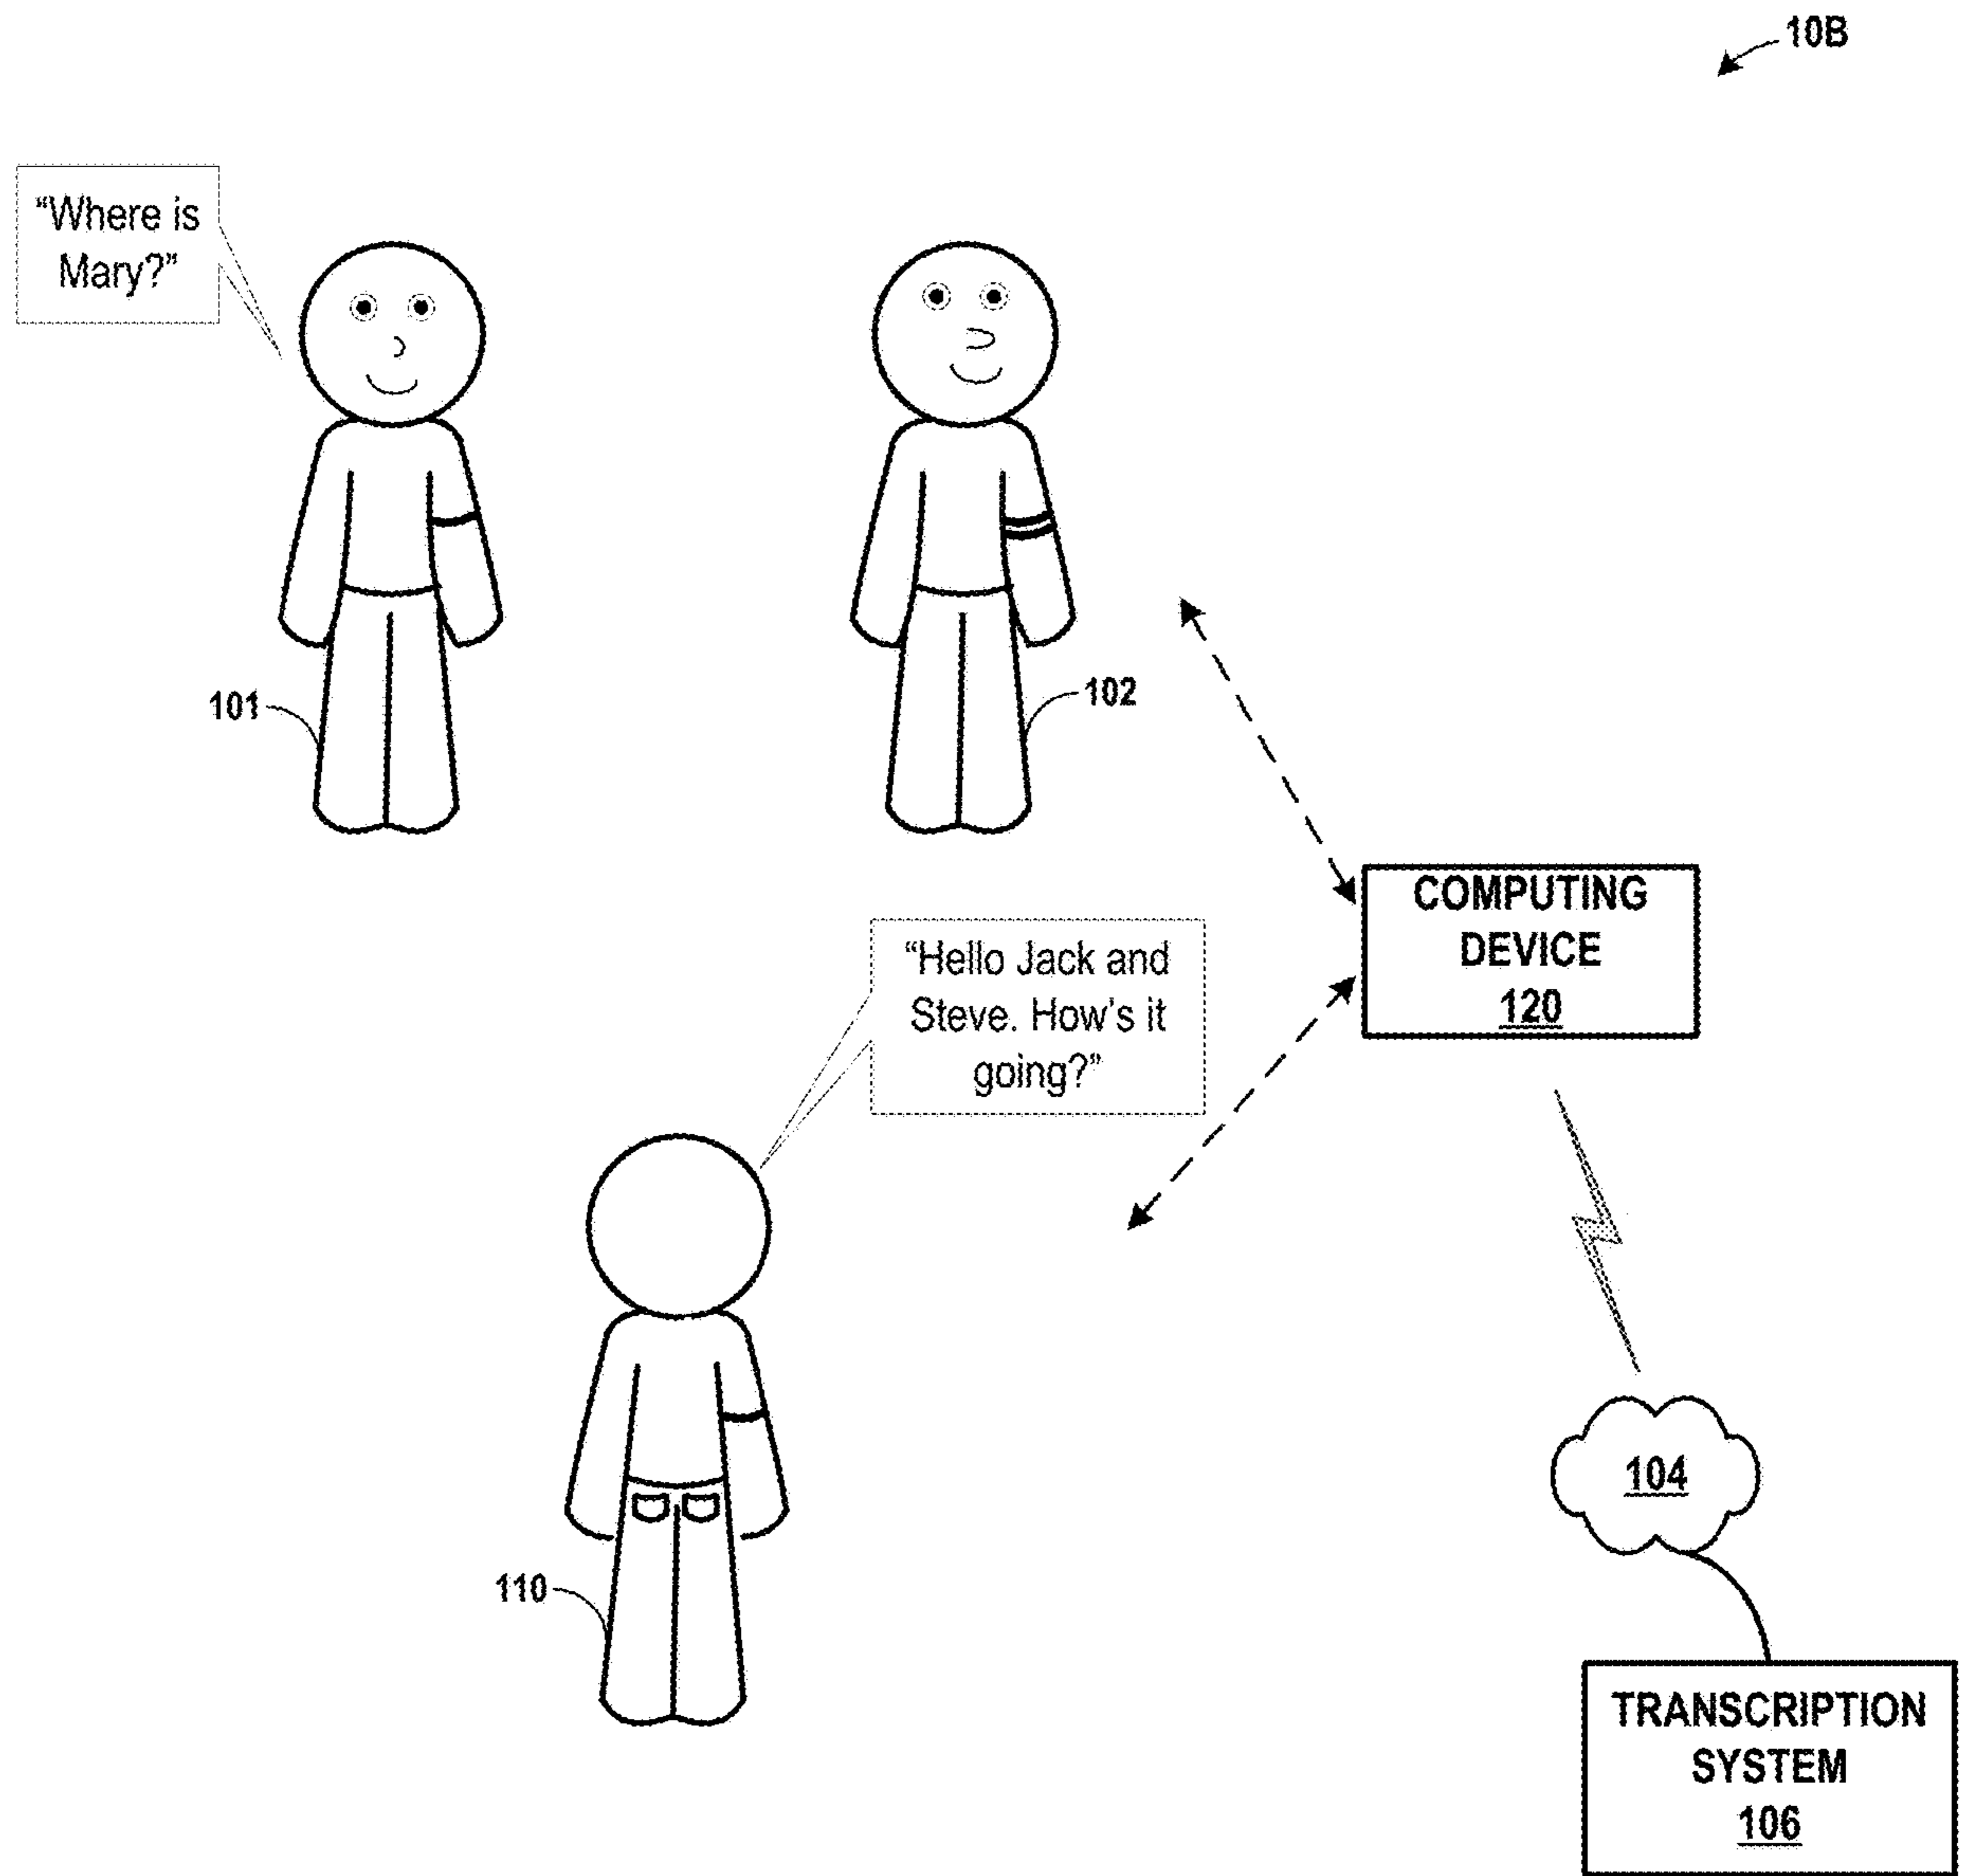 10B
“Where is
Mary?”
101
102
COMPUTING
DEVICE
120
“Hello Jack and
Steve. How’s it
going?”
104
110
TRANSCRIPTION
SYSTEM
106